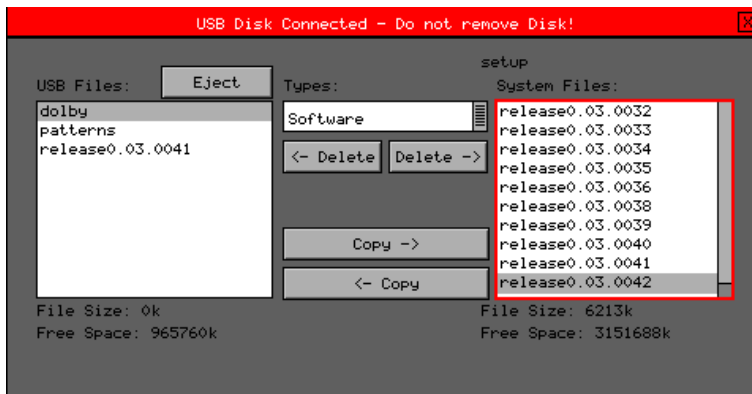 USB Disk Connected - Do not remove Disk!
X
setup
USB Files:
Eject
Types:
System Files:
dolby
patterns
release0.03.0041
Software
<- Delete
Delete ->
Copy ->
<- Copy
release0.03.0032
release0.03.0033
release0.03.0034
release0.03.0035
release0.03.0036
release0.03.0038
release0.03.0039
release0.03.0040
release0.03.0041
release0.03.0042
File Size: 0k
Free Space: 965760k
File Size: 6213k
Free Space: 3151688k